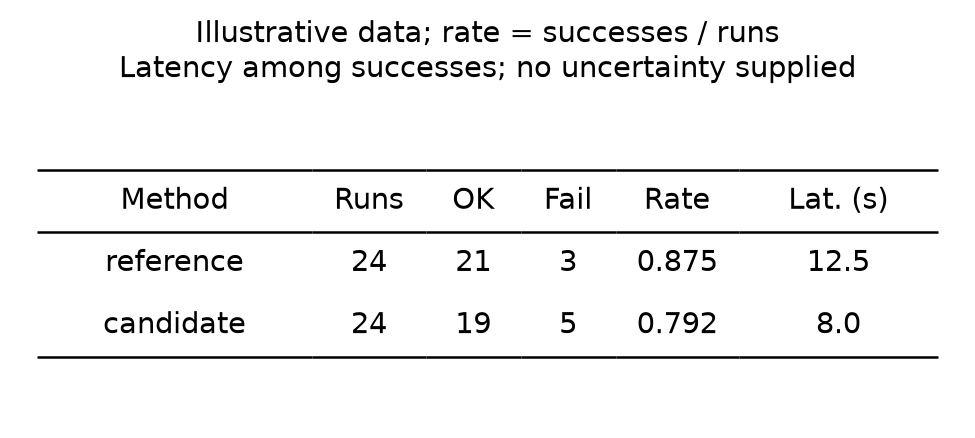 Illustrative data; rate = successes / runs
Latency among successes; no uncertainty supplied
Method Runs OK Fail Rate Lat. (s)
reference 24 21 3 0.875 12.5
candidate 24 19 5 0.792 8.0